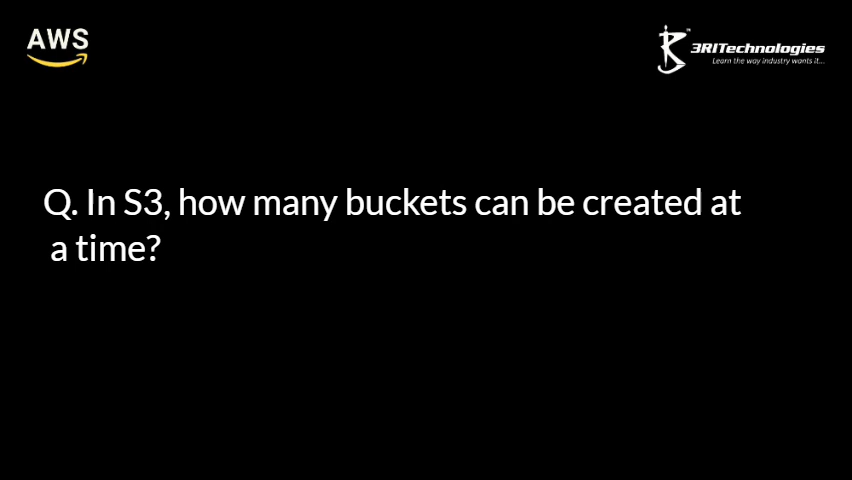 AWS
3RITechnologies
Learn the way industry wants it...
Q. In S3, how many buckets can be created at
a time?